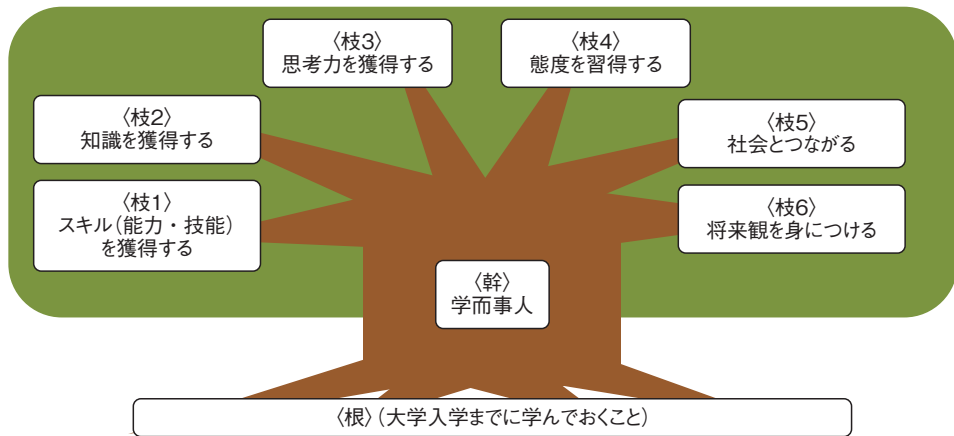 〈枝3〉
思考力を獲得する
〈枝4〉
態度を習得する
〈枝2〉
知識を獲得する
〈枝5〉
社会とつながる
〈枝1〉
スキル(能力・技能)
を獲得する
〈枝6〉
将来観を身につける
〈幹〉
学而事人
〈根〉(大学入学までに学んでおくこと)